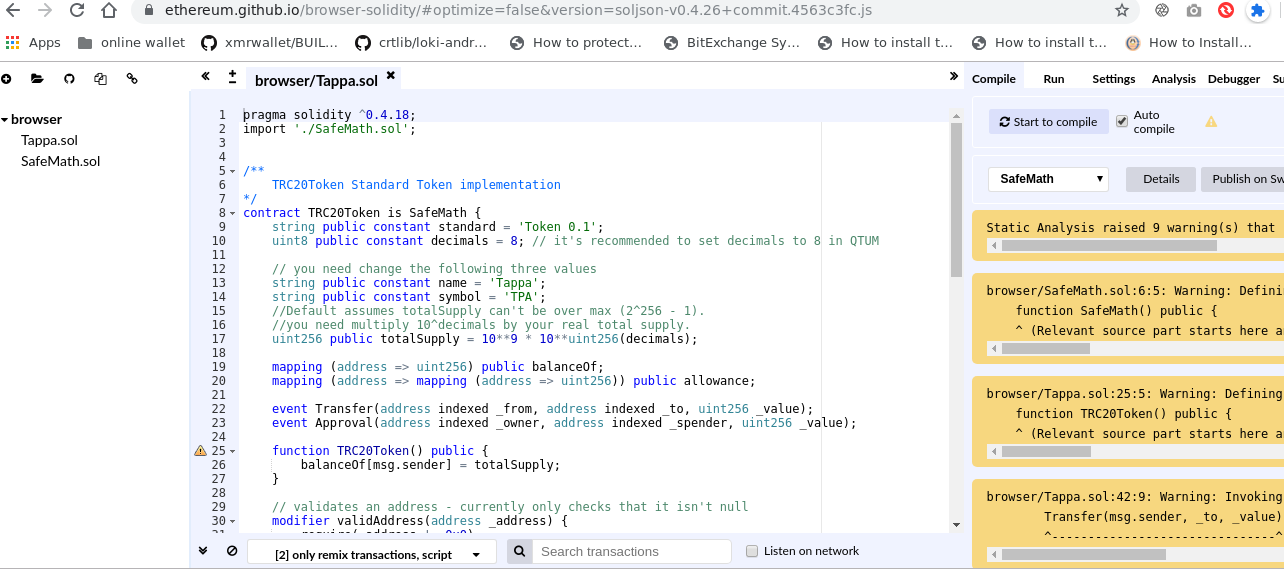 ethereum.github.io/browser-solidity/#optimize=false&version=soljson-v0.4.26+commit.4563c3fc.js
Apps online wallet xmrwallet/BUIL... crtlib/loki-andr... How to protect... BitExchange Sy... How to install t... How to install t... How to Install...
browser
Tappa.sol
SafeMath.sol
browser/Tappa.sol
1 pragma solidity ^0.4.18;
2 import './SafeMath.sol';
3
4
5 /**
6 TRC20Token Standard Token implementation
7 */
8 contract TRC20Token is SafeMath {
9 string public constant standard = 'Token 0.1';
10 uint8 public constant decimals = 8; // it's recommended to set decimals to 8 in QTUM
11
12 // you need change the following three values
13 string public constant name = 'Tappa';
14 string public constant symbol = 'TPA';
15 //Default assumes totalSupply can't be over max (2^256 - 1).
16 //you need multiply 10^decimals by your real total supply.
17 uint256 public totalSupply = 10**9 * 10**uint256(decimals);
18
19 mapping (address => uint256) public balanceOf;
20 mapping (address => mapping (address => uint256)) public allowance;
21
22 event Transfer(address indexed _from, address indexed _to, uint256 _value);
23 event Approval(address indexed _owner, address indexed _spender, uint256 _value);
24
25 function TRC20Token() public {
26 balanceOf[msg.sender] = totalSupply;
27 }
28
29 // validates an address - currently only checks that it isn't null
30 modifier validAddress(address _address) {
[2] only remix transactions, script
Search transactions
Listen on network
Compile Run Settings Analysis Debugger Su
Start to compile
Auto compile
SafeMath
Details
Publish on Sw
Static Analysis raised 9 warning(s) that
browser/SafeMath.sol:6:5: Warning: Defini
function SafeMath() public {
^ (Relevant source part starts here a
browser/Tappa.sol:25:5: Warning: Defining
function TRC20Token() public {
^ (Relevant source part starts here a
browser/Tappa.sol:42:9: Warning: Invoking
Transfer(msg.sender, _to, _value)
^-------------------------------^